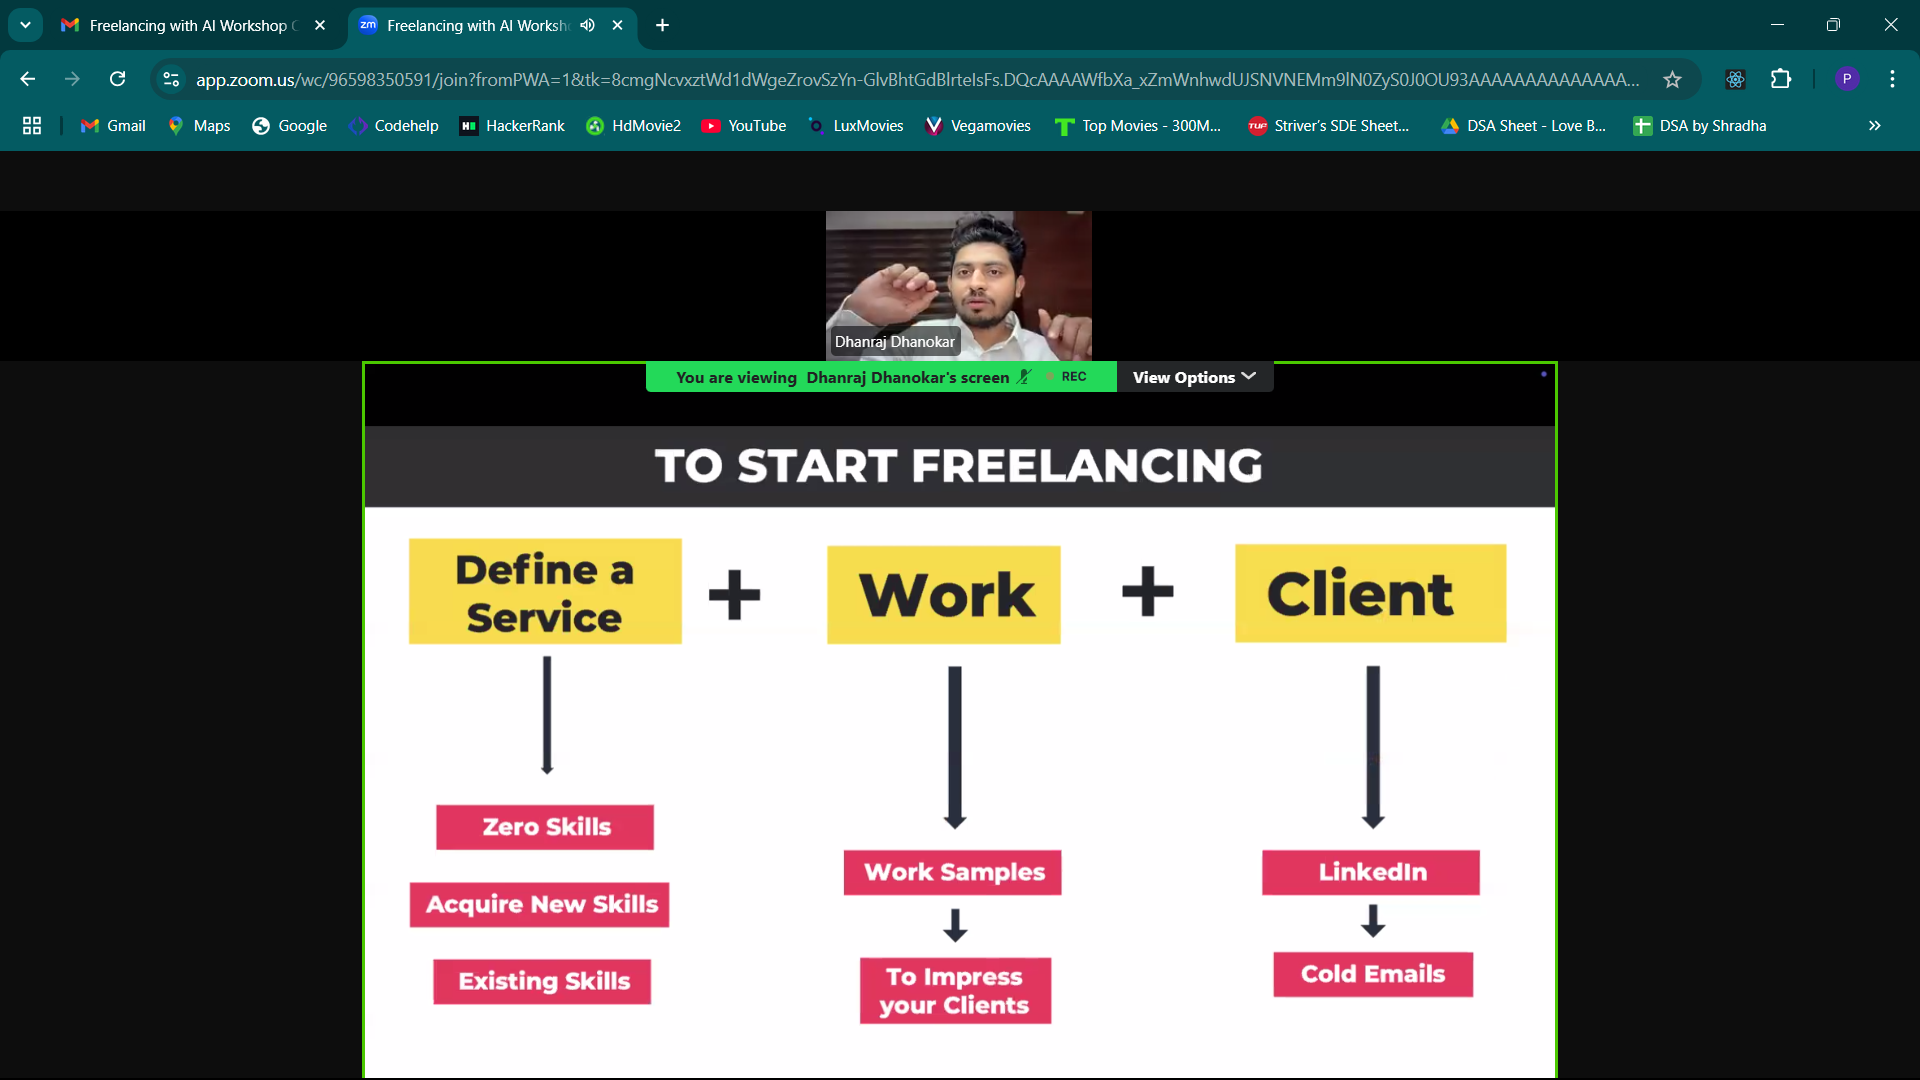 Freelancing with AI Workshop
Freelancing with AI Worksh
app.zoom.us/wc/96598350591/join?fromPWA=1&tk=8cmgNcvxztWd1dWgeZrovSzYn-GlvBhtGdBlrteIsFs.DQcAAAAWfbXa_xZmWnhwdUJSNVNEMm9lN0ZyS0J0OU93AAAAAAAAAAAAAA...
P
Gmail
Maps
Google
Codehelp
HackerRank
HdMovie2
YouTube
LuxMovies
Vegamovies
Top Movies - 300M...
Striver's SDE Sheet...
DSA Sheet - Love B...
DSA by Shradha
Dhanraj Dhanokar
You are viewing Dhanraj Dhanokar's screen
REC
View Options
TO START FREELANCING
Define a
Service
+
Work
+
Client
Zero Skills
Acquire New Skills
Existing Skills
Work Samples
To Impress
your Clients
LinkedIn
Cold Emails